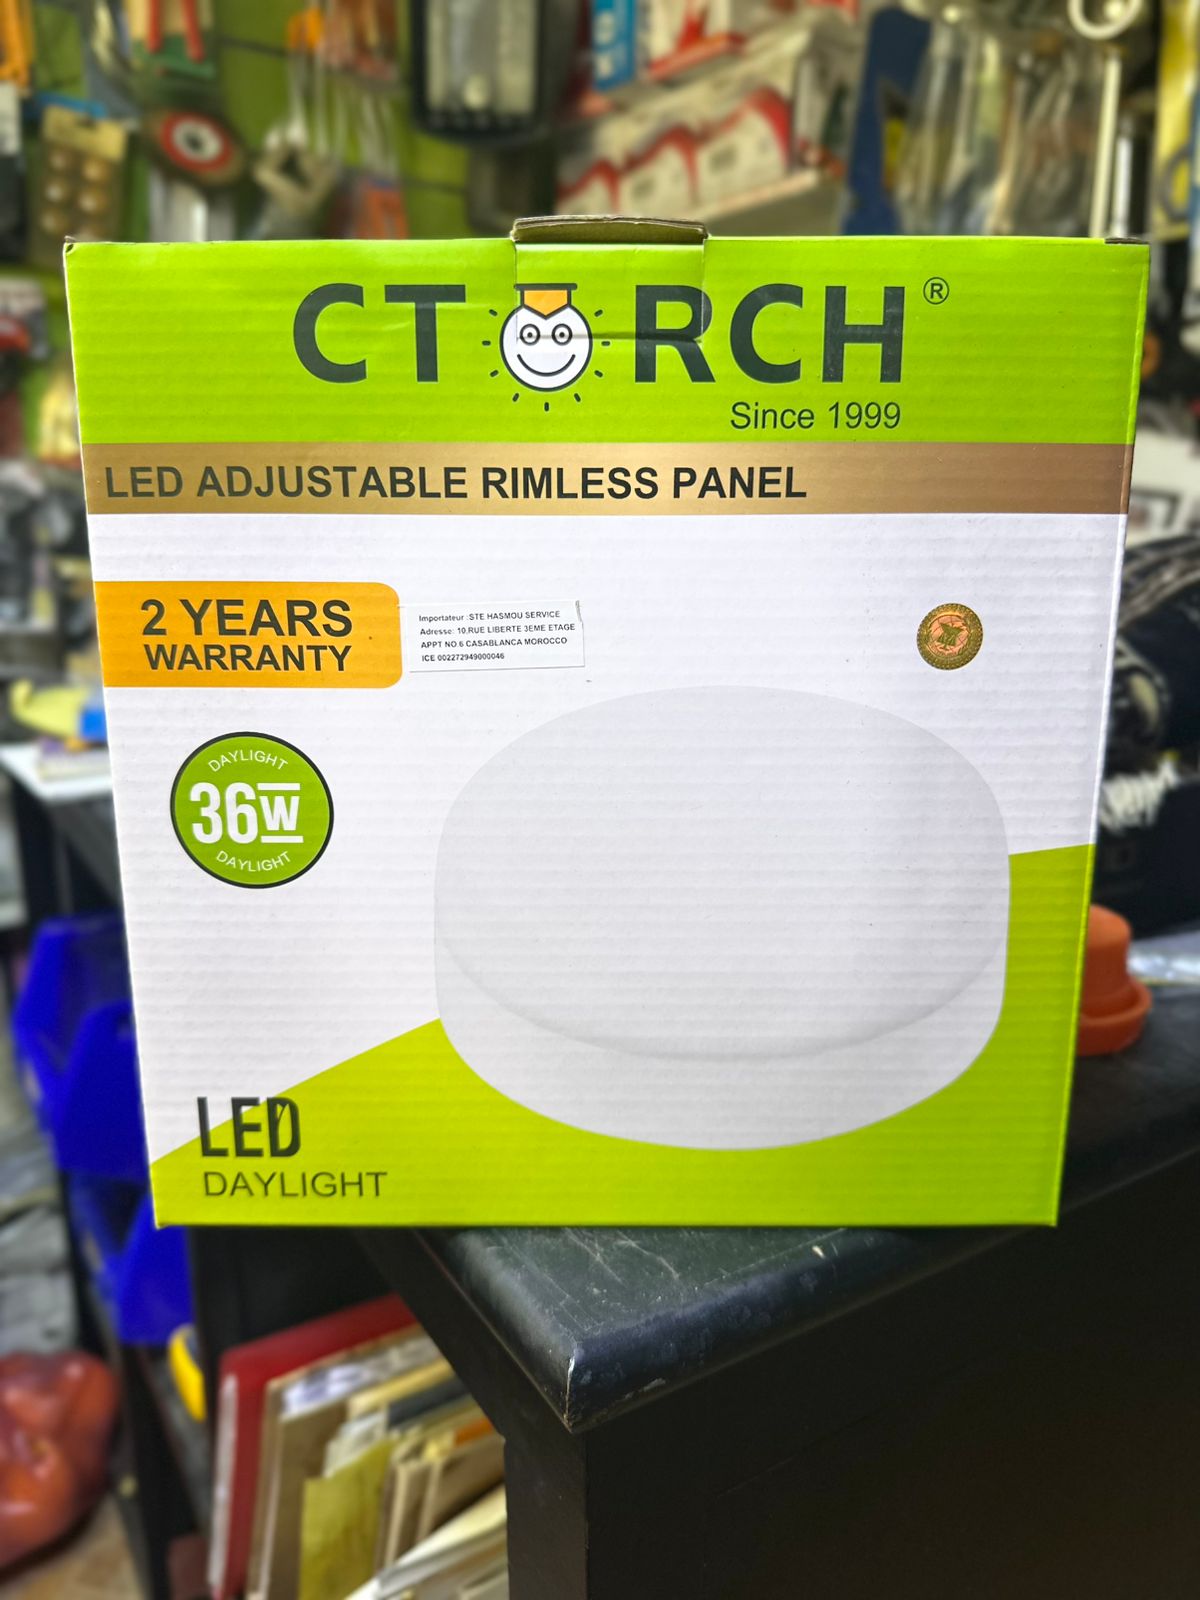 CTORCH ®
Since 1999
LED ADJUSTABLE RIMLESS PANEL
2 YEARS
WARRANTY
Importateur :STE HASMOU SERVICE
Adresse: 10,RUE LIBERTE 3EME ETAGE
APPT NO.6 CASABLANCA MOROCCO
ICE 002272949000046
DAYLIGHT
36W
DAYLIGHT
LED
DAYLIGHT